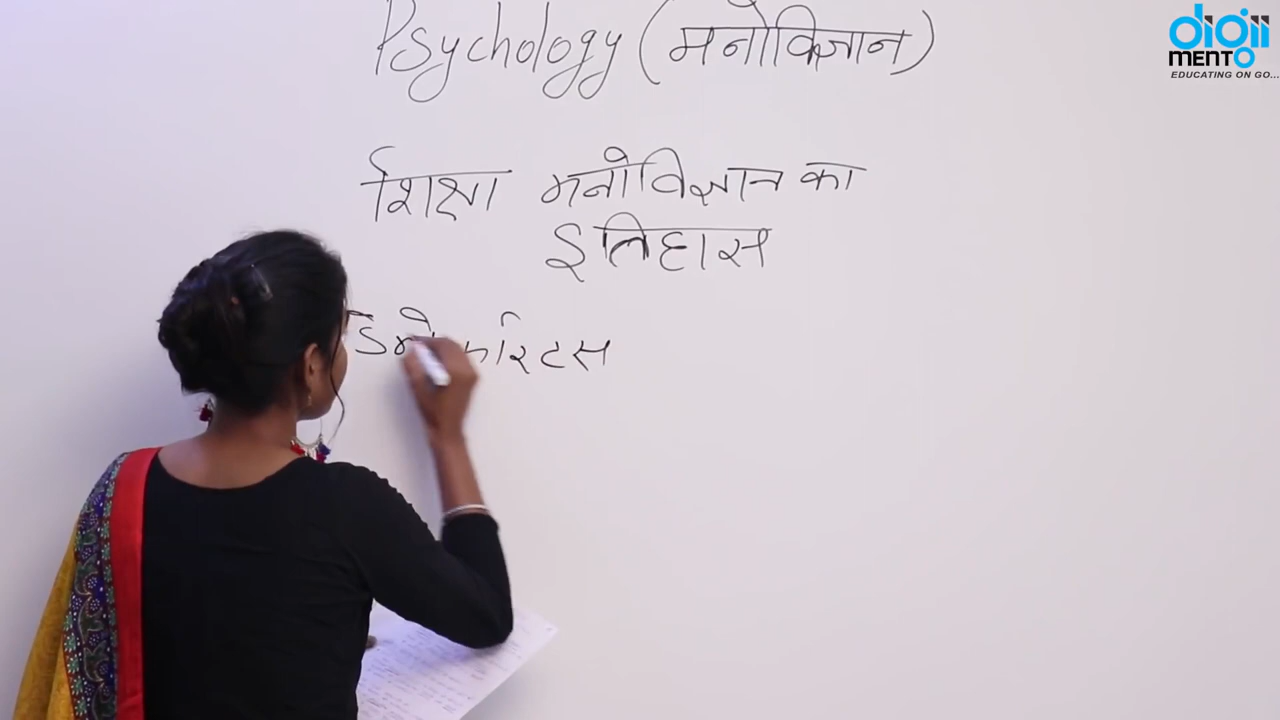 Psychology (मनोविज्ञान)
शिक्षा मनोविज्ञान का
इतिहास
digii
MENTO
EDUCATING ON GO...